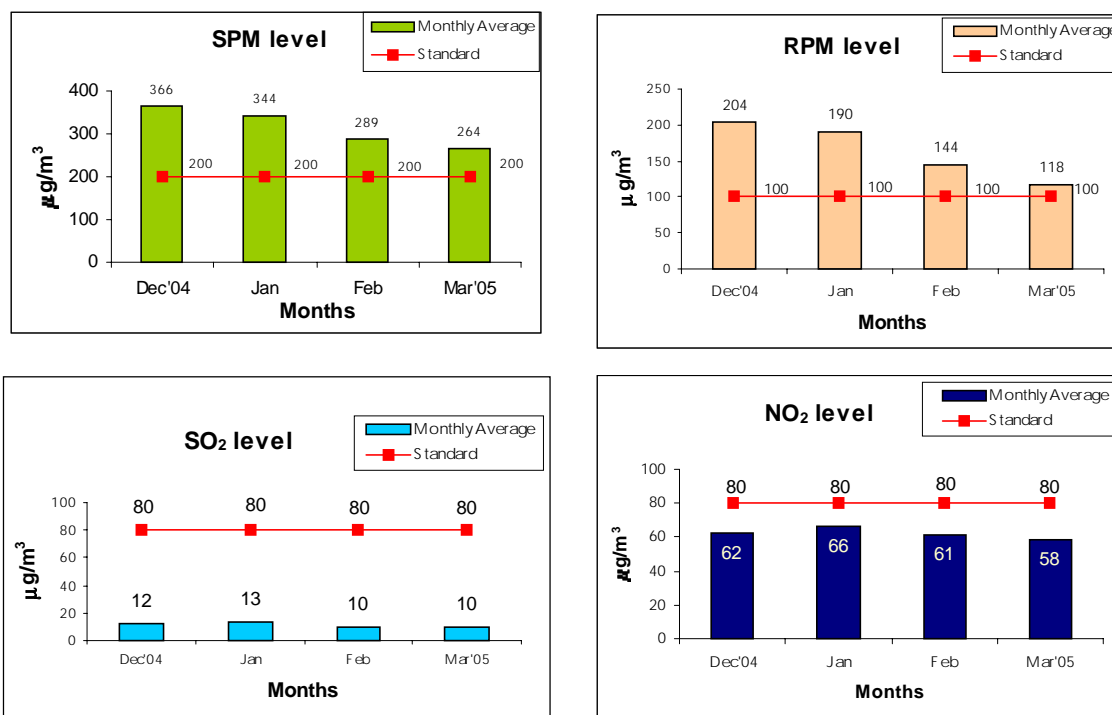 SPM level
Monthly Average
Standard
μg/m³
400
300
200
100
0
366
344
289
264
200
200
200
200
Dec'04 Jan Feb Mar'05
Months
RPM level
Monthly Average
Standard
μg/m³
250
200
150
100
50
0
204
190
144
118
100
100
100
100
Dec'04 Jan Feb Mar'05
Months
SO₂ level
Monthly Average
Standard
μg/m³
100
80
60
40
20
0
80 80 80 80
12 13 10 10
Dec'04 Jan Feb Mar'05
Months
NO₂ level
Monthly Average
Standard
μg/m³
100
80
60
40
20
0
80 80 80 80
62 66 61 58
Dec'04 Jan Feb Mar'05
Months